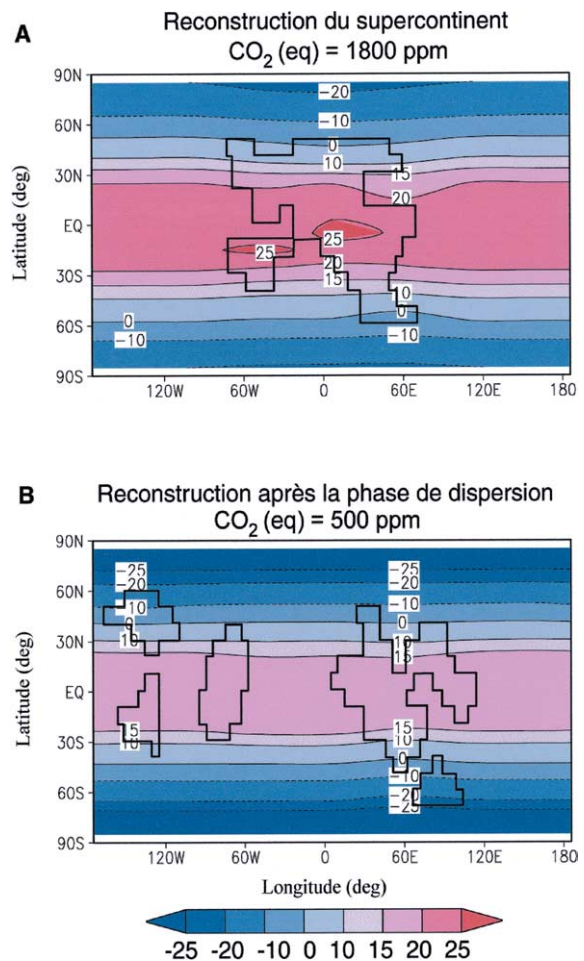 A
Reconstruction du supercontinent
CO2 (eq) = 1800 ppm
90N
60N
30N
EQ
30S
60S
90S
Latitude (deg)
−20
−10
0
10
15
20
25
25
20
15
10
0
0
−10
−10
120W 60W 0 60E 120E 180
B
Reconstruction après la phase de dispersion
CO2 (eq) = 500 ppm
90N
60N
30N
EQ
30S
60S
90S
Latitude (deg)
−25 −25
−20 −20
−10 −10
0 0
10 10
15
15 15
10 10
0
−10
−20
−25
120W 60W 0 60E 120E 180
Longitude (deg)
-25 -20 -10 0 10 15 20 25